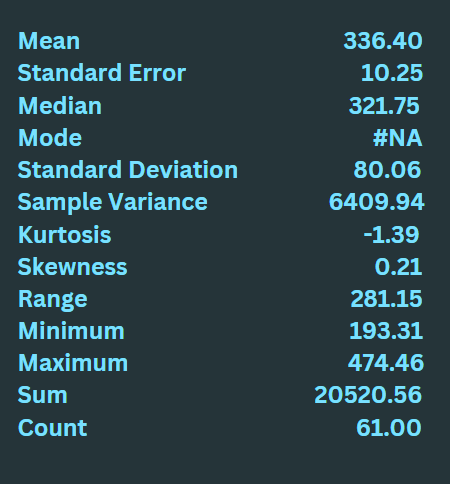 Mean 336.40
Standard Error 10.25
Median 321.75
Mode #NA
Standard Deviation 80.06
Sample Variance 6409.94
Kurtosis -1.39
Skewness 0.21
Range 281.15
Minimum 193.31
Maximum 474.46
Sum 20520.56
Count 61.00